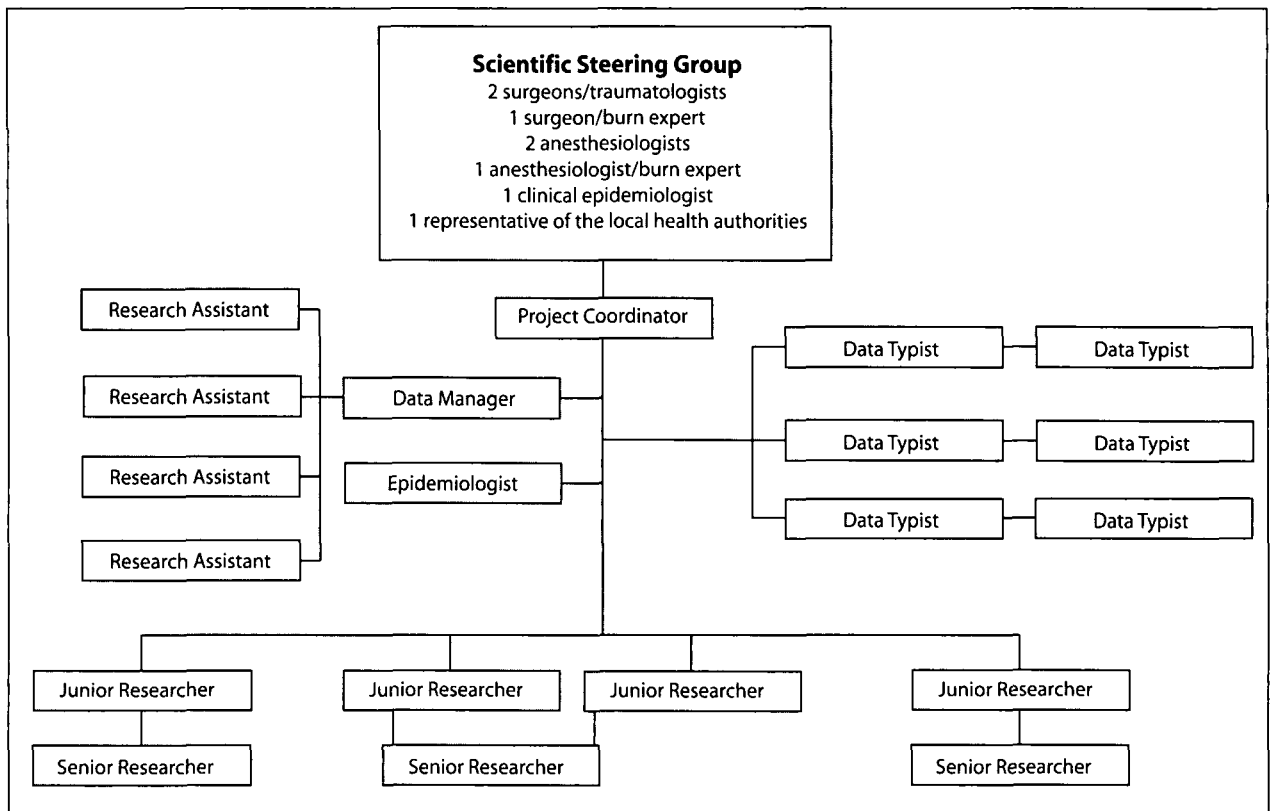 Scientific Steering Group
2 surgeons/traumatologists
1 surgeon/burn expert
2 anesthesiologists
1 anesthesiologist/burn expert
1 clinical epidemiologist
1 representative of the local health authorities
Project Coordinator
Research Assistant
Research Assistant
Research Assistant
Research Assistant
Data Manager
Epidemiologist
Data Typist
Data Typist
Data Typist
Data Typist
Data Typist
Data Typist
Junior Researcher
Junior Researcher
Junior Researcher
Junior Researcher
Senior Researcher
Senior Researcher
Senior Researcher